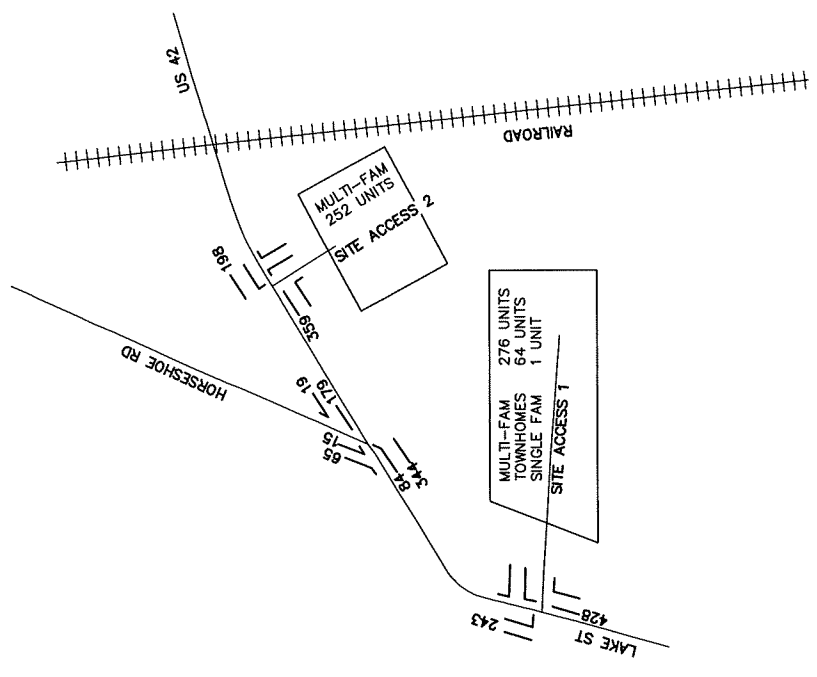 US 42
RAILROAD
MULTI-FAM
252 UNITS
SITE ACCESS 2
198
359
HORSESHOE RD
19
179
15
65
84
344
MULTI-FAM 276 UNITS
TOWNHOMES 64 UNITS
SINGLE FAM 1 UNIT
SITE ACCESS 1
243
428
LAKE ST